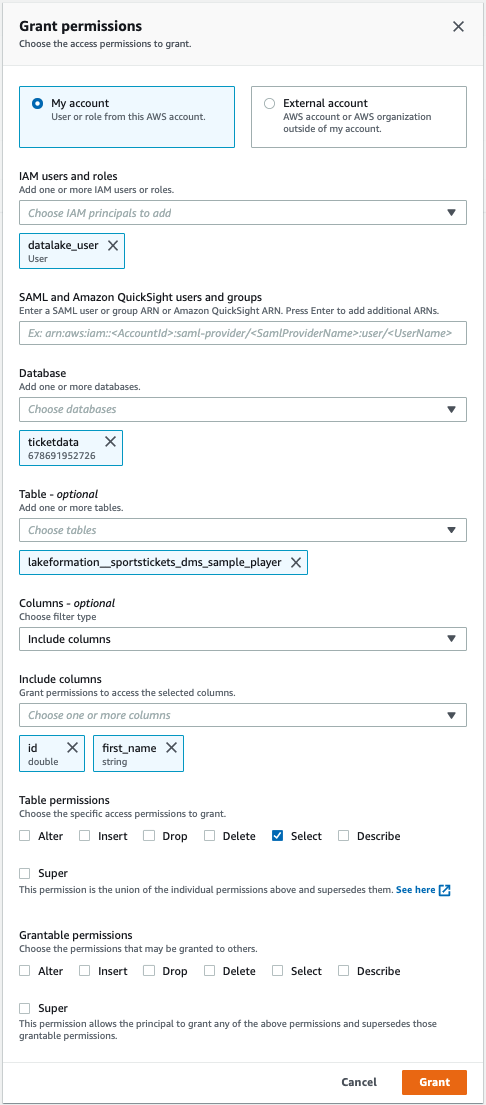 Grant permissions
Choose the access permissions to grant.
My account
User or role from this AWS account.
External account
AWS account or AWS organization
outside of my account.
IAM users and roles
Add one or more IAM users or roles.
Choose IAM principals to add
datalake_user
User
SAML and Amazon QuickSight users and groups
Enter a SAML user or group ARN or Amazon QuickSight ARN. Press Enter to add additional ARNs.
Ex: arn:aws:iam::<AccountId>:saml-provider/<SamlProviderName>:user/<UserName>
Database
Add one or more databases.
Choose databases
ticketdata
678691952726
Table - optional
Add one or more tables.
Choose tables
lakeformation__sportstickets_dms_sample_player
Columns - optional
Choose filter type
Include columns
Include columns
Grant permissions to access the selected columns.
Choose one or more columns
id
double
first_name
string
Table permissions
Choose the specific access permissions to grant.
Alter Insert Drop Delete Select Describe
Super
This permission is the union of the individual permissions above and supersedes them. See here
Grantable permissions
Choose the permissions that may be granted to others.
Alter Insert Drop Delete Select Describe
Super
This permission allows the principal to grant any of the above permissions and supersedes those
grantable permissions.
Cancel Grant